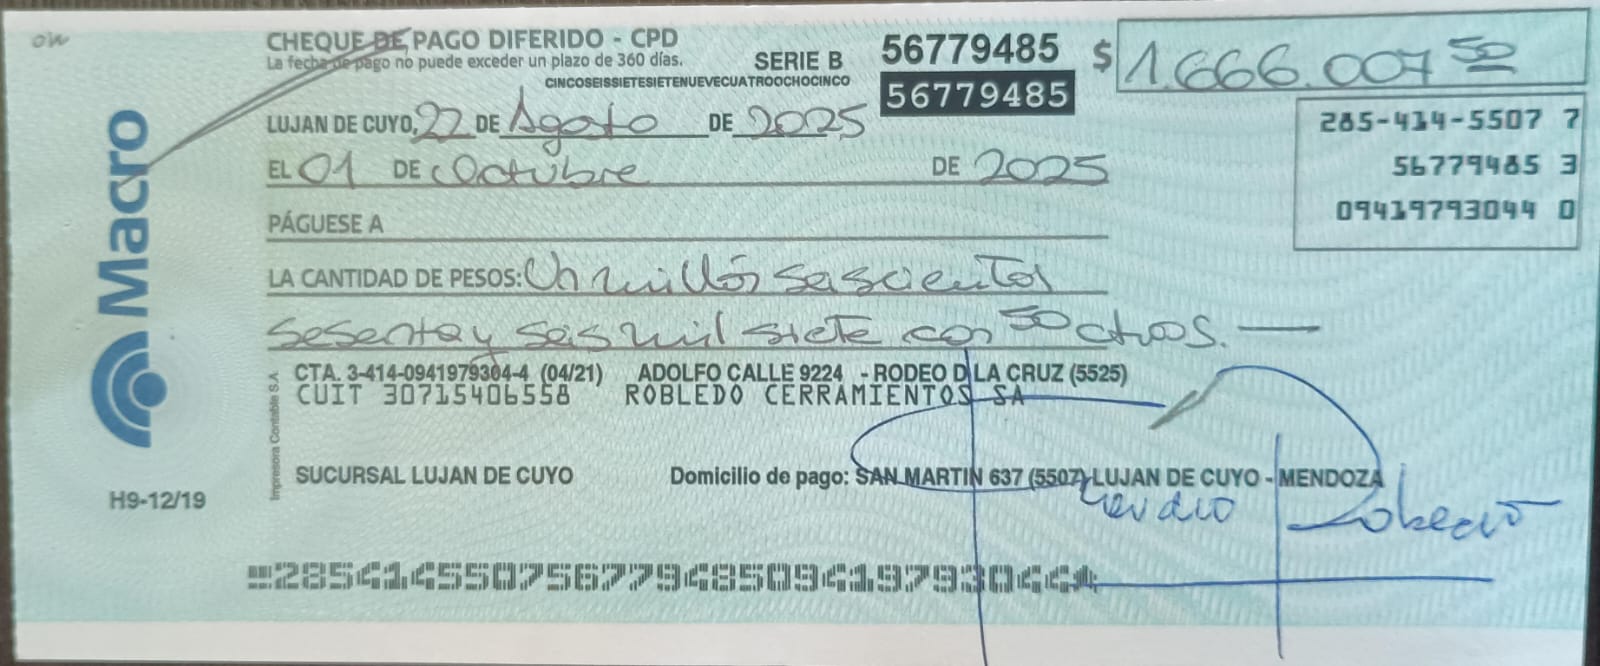 ow
CHEQUE DE PAGO DIFERIDO - CPD
La fecha de pago no puede exceder un plazo de 360 días.
SERIE B
CINCOSEISSIETESIETENUEVECUATROOCHOCINCO
56779485
56779485
$ 1.666.007 50
285-414-5507 7
56779485 3
09419793044 0
LUJAN DE CUYO, 22 DE Agosto DE 2025
EL 01 DE Octubre DE 2025
PÁGUESE A
LA CANTIDAD DE PESOS: Un millón seiscientos
sesenta y seis mil siete con 50 ctvos.
CTA. 3-414-0941979304-4 (04/21) ADOLFO CALLE 9224 - RODEO D LA CRUZ (5525)
CUIT 30715406558 ROBLEDO CERRAMIENTOS SA
SUCURSAL LUJAN DE CUYO
Domicilio de pago: SAN MARTIN 637 (5507) LUJAN DE CUYO - MENDOZA
Macro
Impresora Contable S.A.
H9-12/19
285414550756779485094197930444